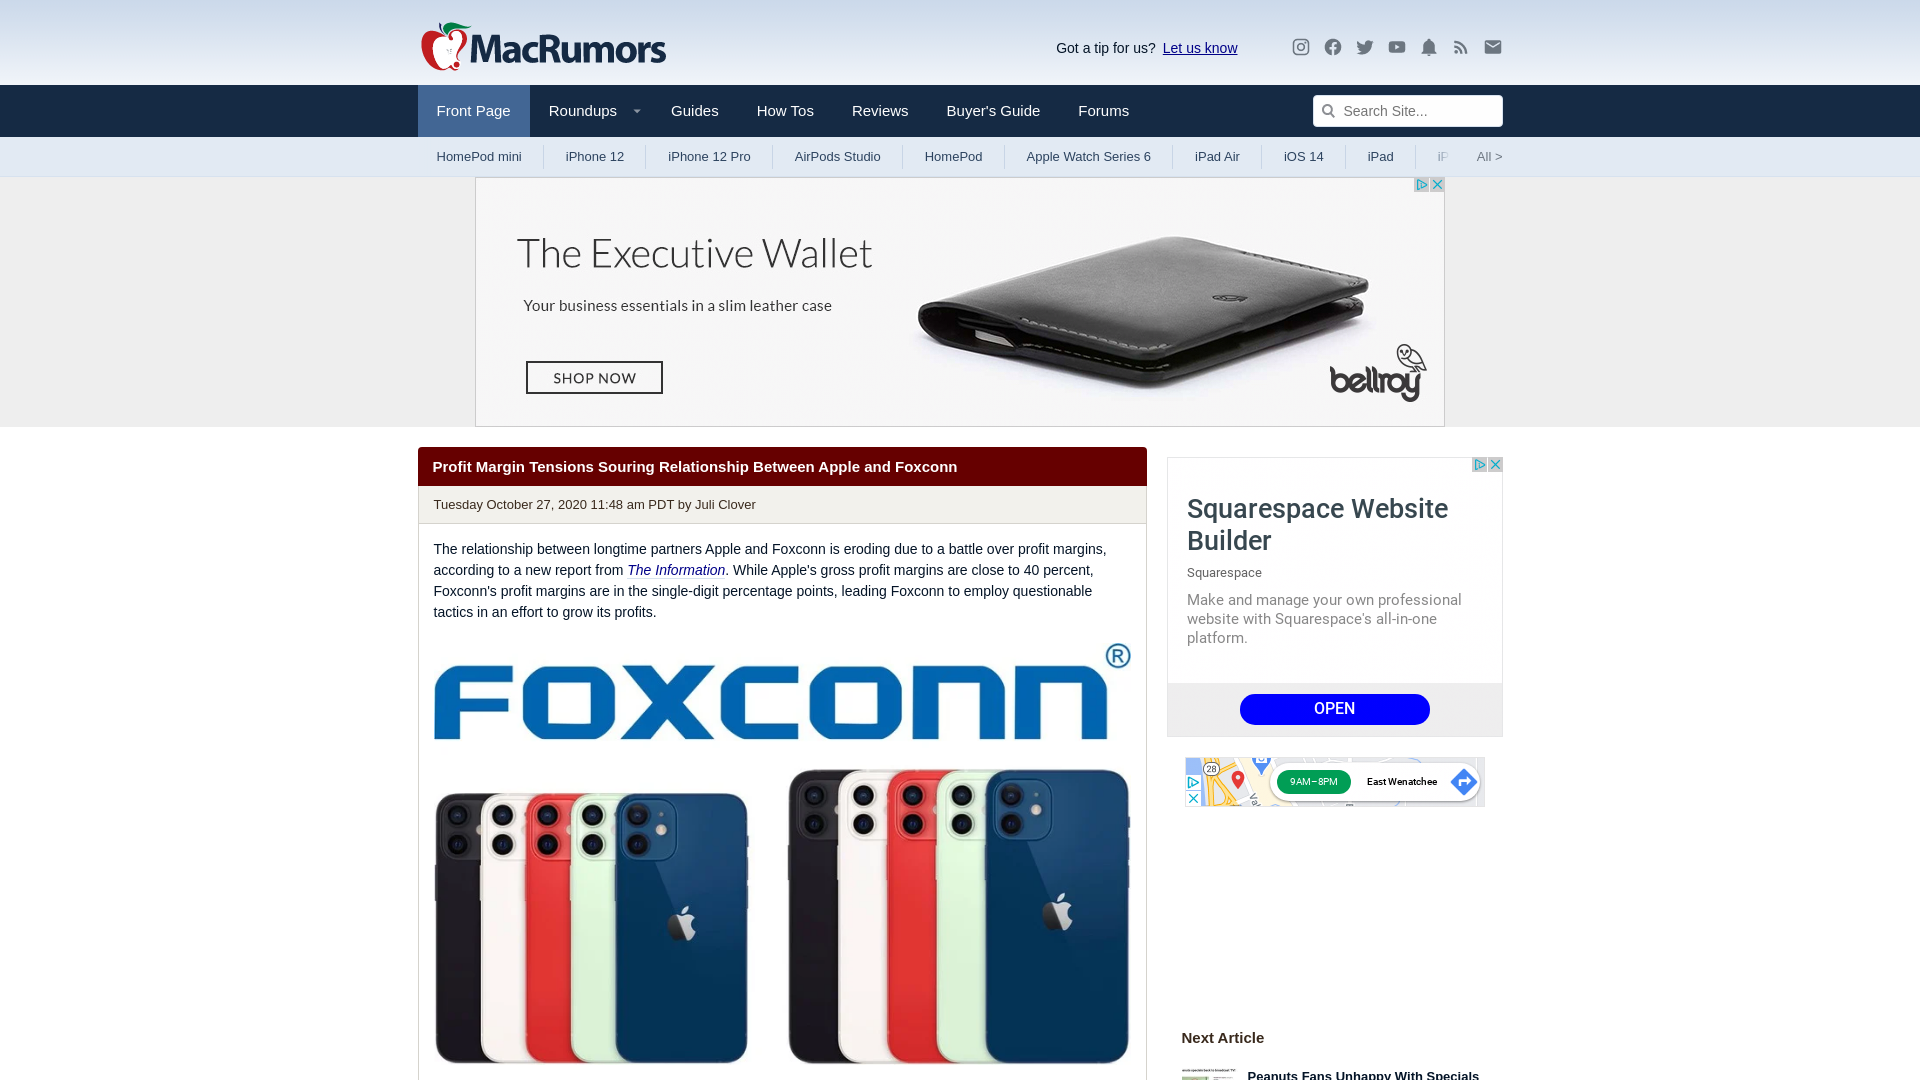 MacRumors
Got a tip for us? Let us know
Front Page
Roundups
Guides
How Tos
Reviews
Buyer's Guide
Forums
Search Site...
HomePod mini
iPhone 12
iPhone 12 Pro
AirPods Studio
HomePod
Apple Watch Series 6
iPad Air
iOS 14
iPad
iP
All >
The Executive Wallet
Your business essentials in a slim leather case
SHOP NOW
bellroy
Profit Margin Tensions Souring Relationship Between Apple and Foxconn
Tuesday October 27, 2020 11:48 am PDT by Juli Clover
The relationship between longtime partners Apple and Foxconn is eroding due to a battle over profit margins,
according to a new report from The Information. While Apple's gross profit margins are close to 40 percent,
Foxconn's profit margins are in the single-digit percentage points, leading Foxconn to employ questionable
tactics in an effort to grow its profits.
FOXCONN®
Squarespace Website
Builder
Squarespace
Make and manage your own professional
website with Squarespace's all-in-one
platform.
OPEN
28
9AM–8PM
East Wenatchee
Next Article
Peanuts Fans Unhappy With Specials